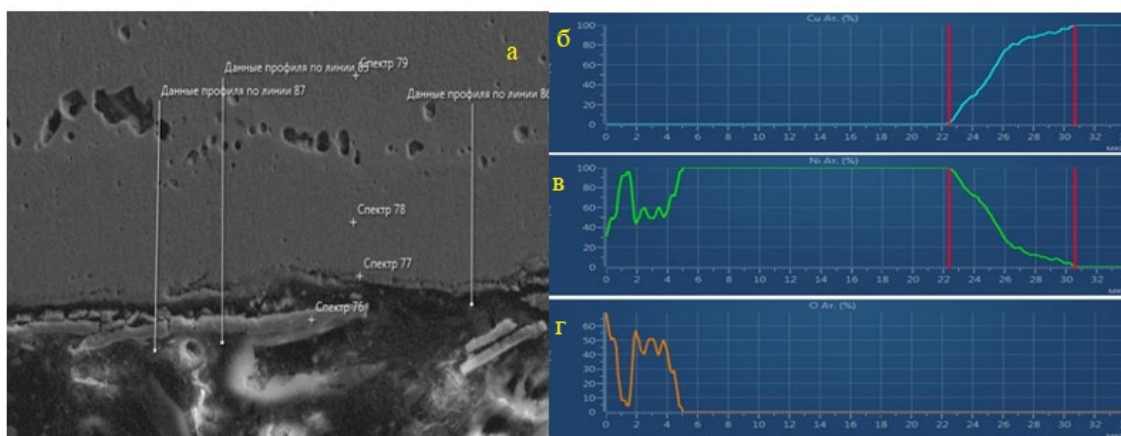 а
Данные профиля по линии 85
Спектр 79
Данные профиля по линии 87
Данные профиля по линии 86
Спектр 78
Спектр 77
Спектр 76
б
Cu Ат. (%)
100
80
60
40
20
0
0 2 4 6 8 10 12 14 16 18 20 22 24 26 28 30 32
в
Ni Ат. (%)
100
80
60
40
20
0
0 2 4 6 8 10 12 14 16 18 20 22 24 26 28 30 32
г
O Ат. (%)
60
50
40
30
20
10
0
0 2 4 6 8 10 12 14 16 18 20 22 24 26 28 30 32